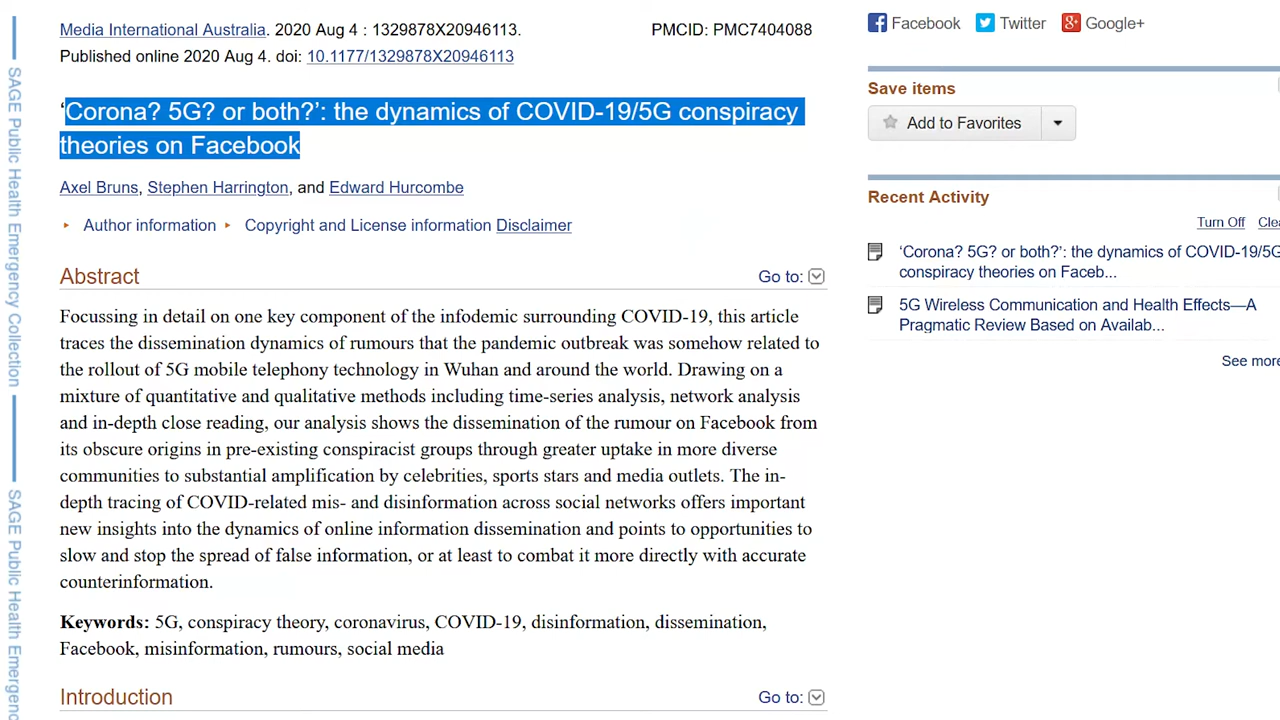 Media International Australia. 2020 Aug 4 : 1329878X20946113.
PMCID: PMC7404088
Published online 2020 Aug 4. doi: 10.1177/1329878X20946113
‘Corona? 5G? or both?’: the dynamics of COVID-19/5G conspiracy
theories on Facebook
Axel Bruns, Stephen Harrington, and Edward Hurcombe
Author information Copyright and License information Disclaimer
Abstract
Go to:
Focussing in detail on one key component of the infodemic surrounding COVID-19, this article
traces the dissemination dynamics of rumours that the pandemic outbreak was somehow related to
the rollout of 5G mobile telephony technology in Wuhan and around the world. Drawing on a
mixture of quantitative and qualitative methods including time-series analysis, network analysis
and in-depth close reading, our analysis shows the dissemination of the rumour on Facebook from
its obscure origins in pre-existing conspiracist groups through greater uptake in more diverse
communities to substantial amplification by celebrities, sports stars and media outlets. The in-
depth tracing of COVID-related mis- and disinformation across social networks offers important
new insights into the dynamics of online information dissemination and points to opportunities to
slow and stop the spread of false information, or at least to combat it more directly with accurate
counterinformation.
Keywords: 5G, conspiracy theory, coronavirus, COVID-19, disinformation, dissemination,
Facebook, misinformation, rumours, social media
Introduction
Go to:
SAGE Public Health Emergency Collection
SAGE Public Health Emergenc
Facebook Twitter Google+
Save items
Add to Favorites
Recent Activity
Turn Off Clea
‘Corona? 5G? or both?’: the dynamics of COVID-19/5G
conspiracy theories on Faceb...
5G Wireless Communication and Health Effects—A
Pragmatic Review Based on Availab...
See more